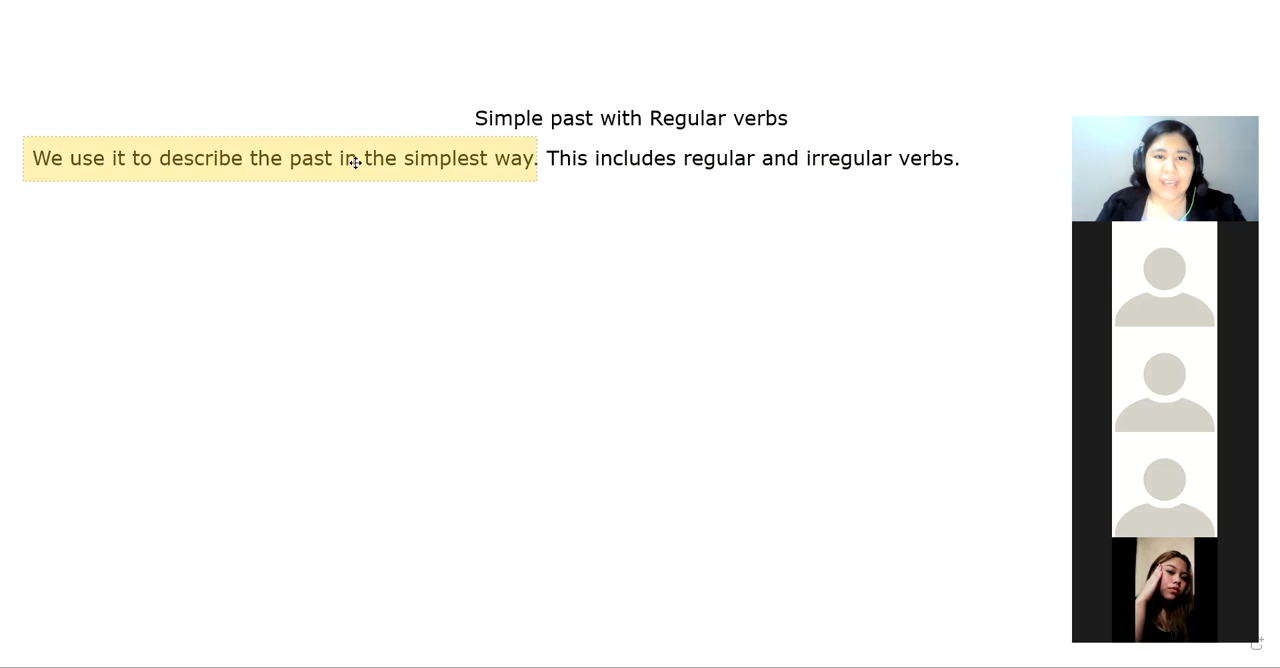 Simple past with Regular verbs
We use it to describe the past in the simplest way. This includes regular and irregular verbs.